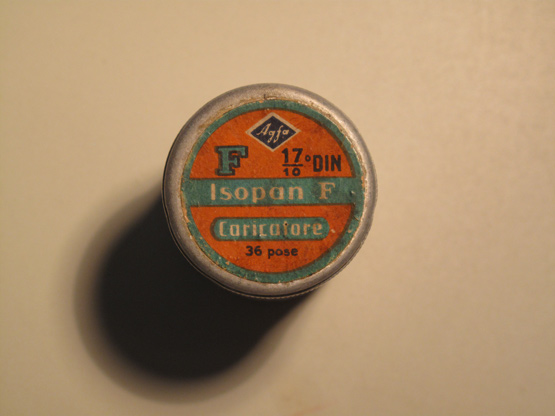 Agfa
F 17/10° DIN
Isopan F
Caricatore
36 pose